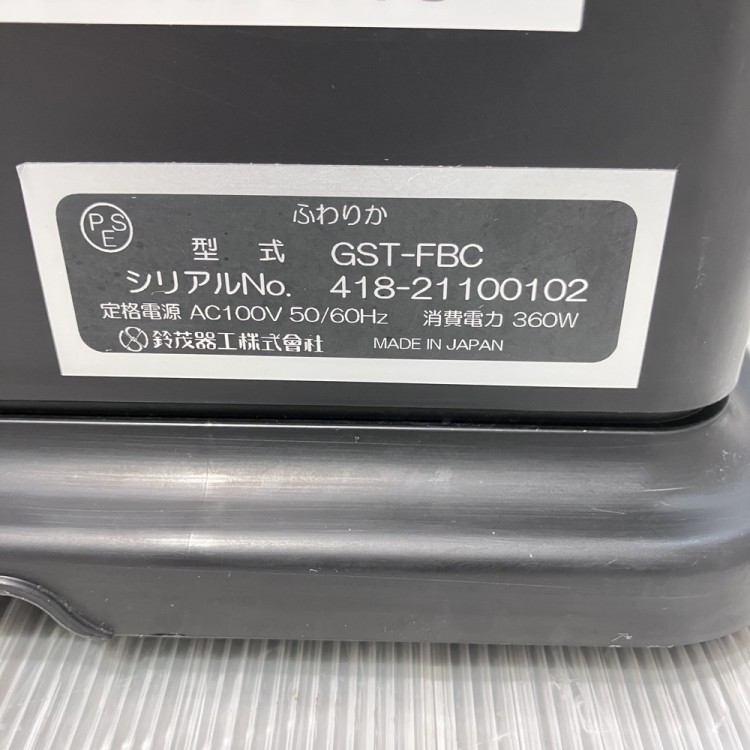 PSE
ふわりか
型 式 GST-FBC
シリアルNo. 418-21100102
定格電源 AC100V 50/60Hz 消費電力 360W
鈴茂器工株式會社 MADE IN JAPAN